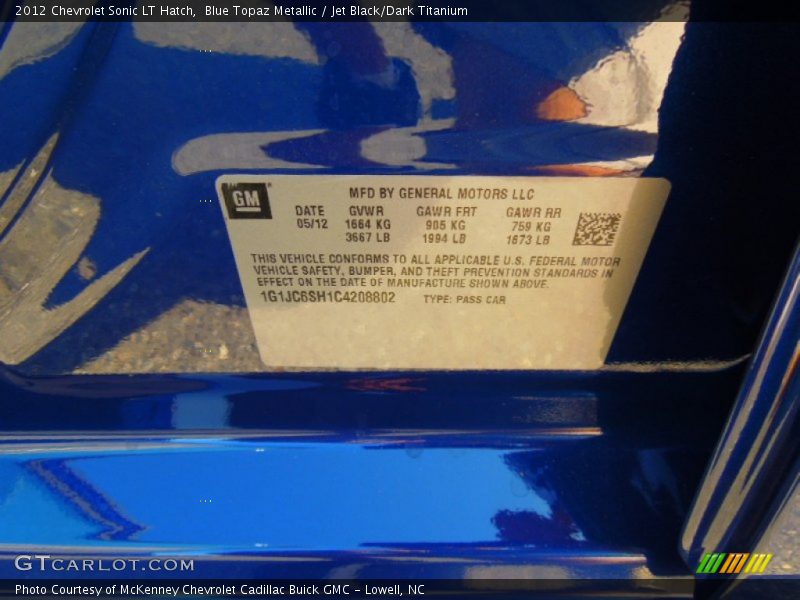 2012 Chevrolet Sonic LT Hatch, Blue Topaz Metallic / Jet Black/Dark Titanium
GM
MFD BY GENERAL MOTORS LLC
DATE GVWR GAWR FRT GAWR RR
05/12 1664 KG 905 KG 759 KG
3667 LB 1994 LB 1673 LB
THIS VEHICLE CONFORMS TO ALL APPLICABLE U.S. FEDERAL MOTOR
VEHICLE SAFETY, BUMPER, AND THEFT PREVENTION STANDARDS IN
EFFECT ON THE DATE OF MANUFACTURE SHOWN ABOVE.
1G1JC6SH1C4208802 TYPE: PASS CAR
GTCARLOT.COM
Photo Courtesy of McKenney Chevrolet Cadillac Buick GMC - Lowell, NC